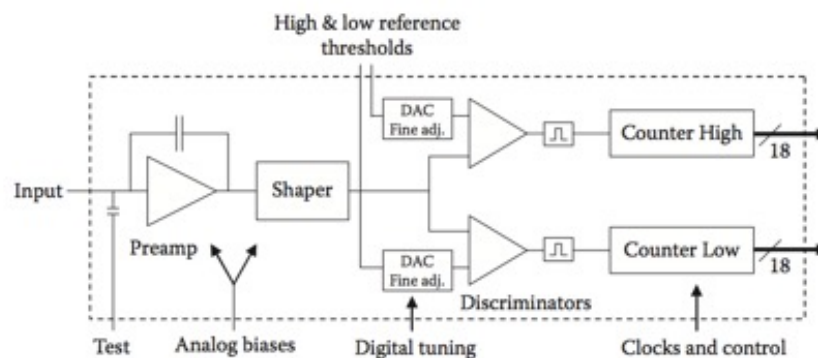 High & low reference
thresholds
DAC
Fine adj.
Counter High
18
Input
Shaper
Preamp
DAC
Fine adj.
Counter Low
18
Discriminators
Test
Analog biases
Digital tuning
Clocks and control